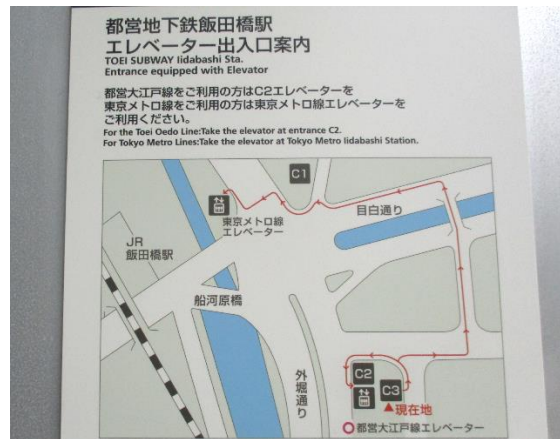 都営地下鉄飯田橋駅
エレベーター出入口案内
TOEI SUBWAY Iidabashi Sta.
Entrance equipped with Elevator
都営大江戸線をご利用の方はC2エレベーターを
東京メトロ線をご利用の方は東京メトロ線エレベーターを
ご利用ください。
For the Toei Oedo Line:Take the elevator at entrance C2.
For Tokyo Metro Lines:Take the elevator at Tokyo Metro Iidabashi Station.
C1
目白通り
東京メトロ線
エレベーター
JR
飯田橋駅
船河原橋
外堀通り
C2
C3
現在地
都営大江戸線エレベーター